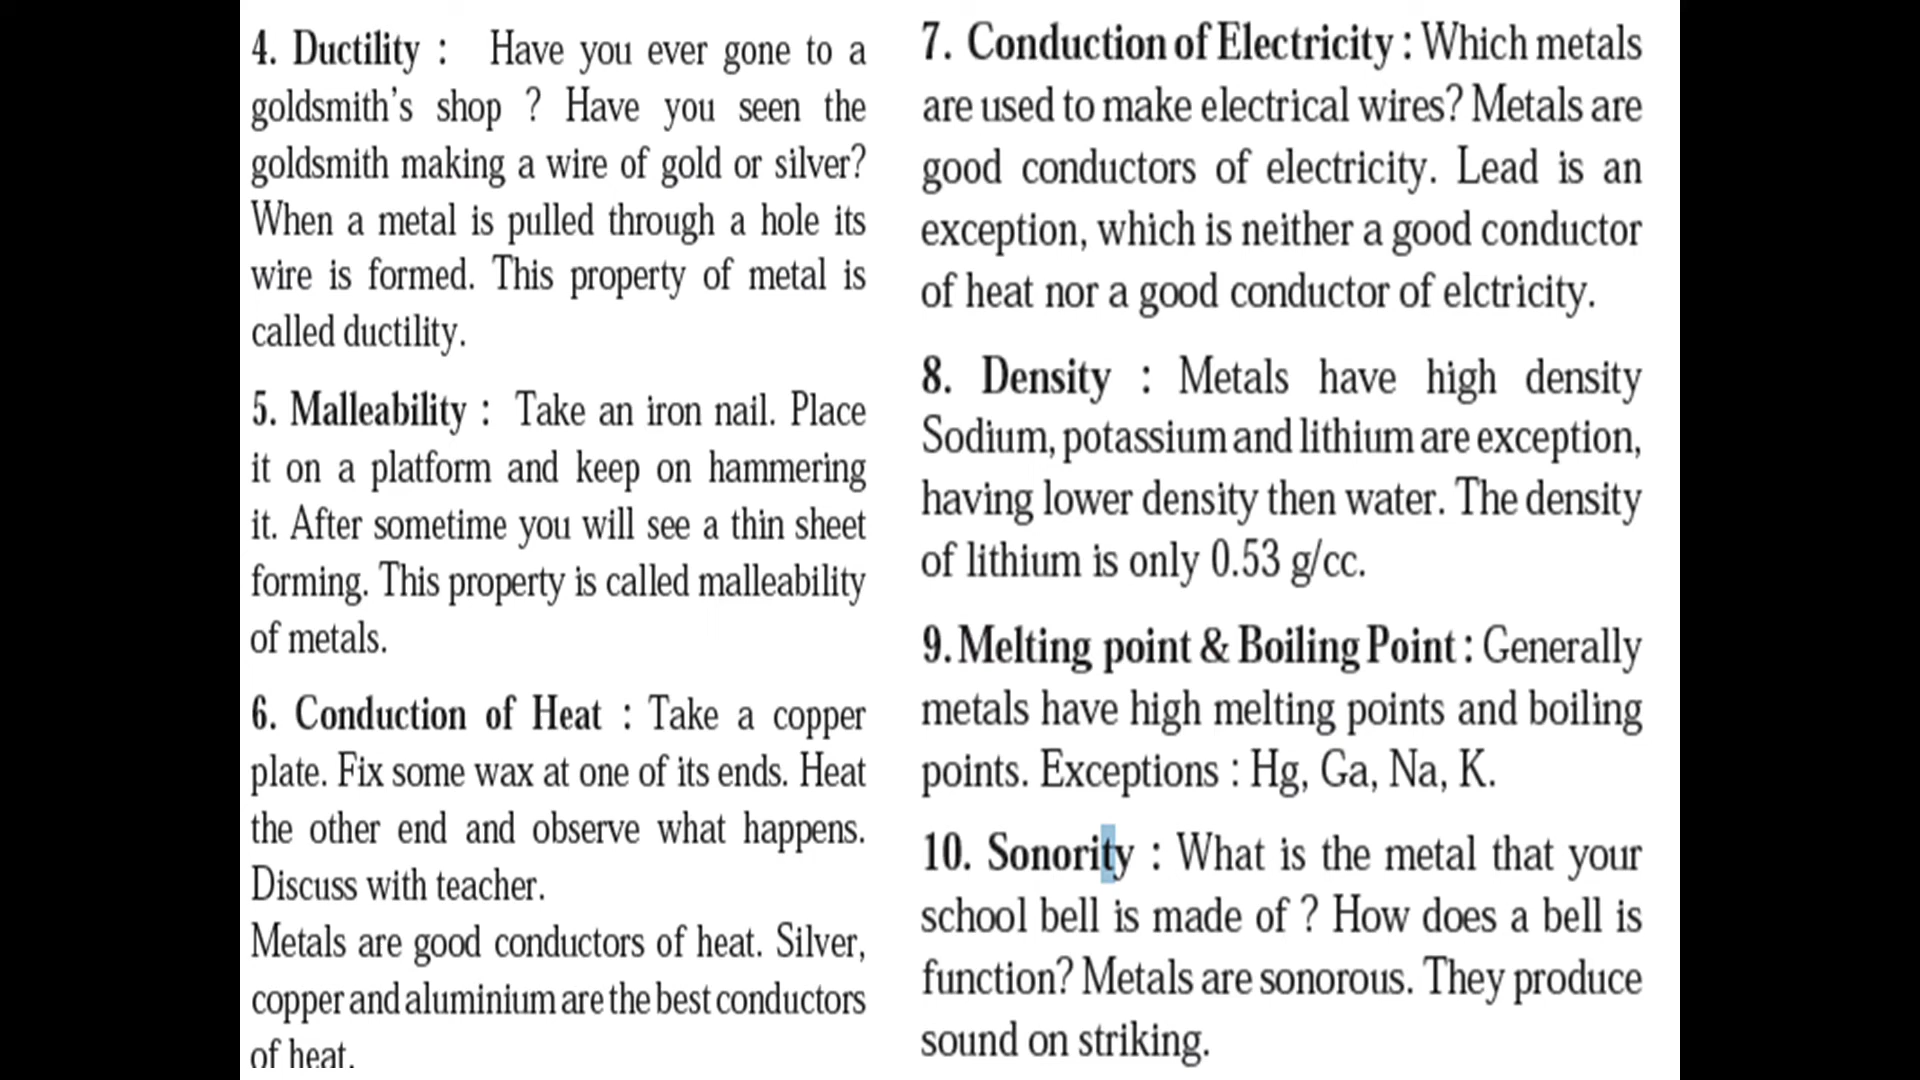 4. Ductility : Have you ever gone to a
goldsmith's shop ? Have you seen the
goldsmith making a wire of gold or silver?
When a metal is pulled through a hole its
wire is formed. This property of metal is
called ductility.
5. Malleability : Take an iron nail. Place
it on a platform and keep on hammering
it. After sometime you will see a thin sheet
forming. This property is called malleability
of metals.
6. Conduction of Heat : Take a copper
plate. Fix some wax at one of its ends. Heat
the other end and observe what happens.
Discuss with teacher.
Metals are good conductors of heat. Silver,
copper and aluminium are the best conductors
of heat.
7. Conduction of Electricity : Which metals
are used to make electrical wires? Metals are
good conductors of electricity. Lead is an
exception, which is neither a good conductor
of heat nor a good conductor of elctricity.
8. Density : Metals have high density
Sodium, potassium and lithium are exception,
having lower density then water. The density
of lithium is only 0.53 g/cc.
9. Melting point & Boiling Point : Generally
metals have high melting points and boiling
points. Exceptions : Hg, Ga, Na, K.
10. Sonority : What is the metal that your
school bell is made of ? How does a bell is
function? Metals are sonorous. They produce
sound on striking.